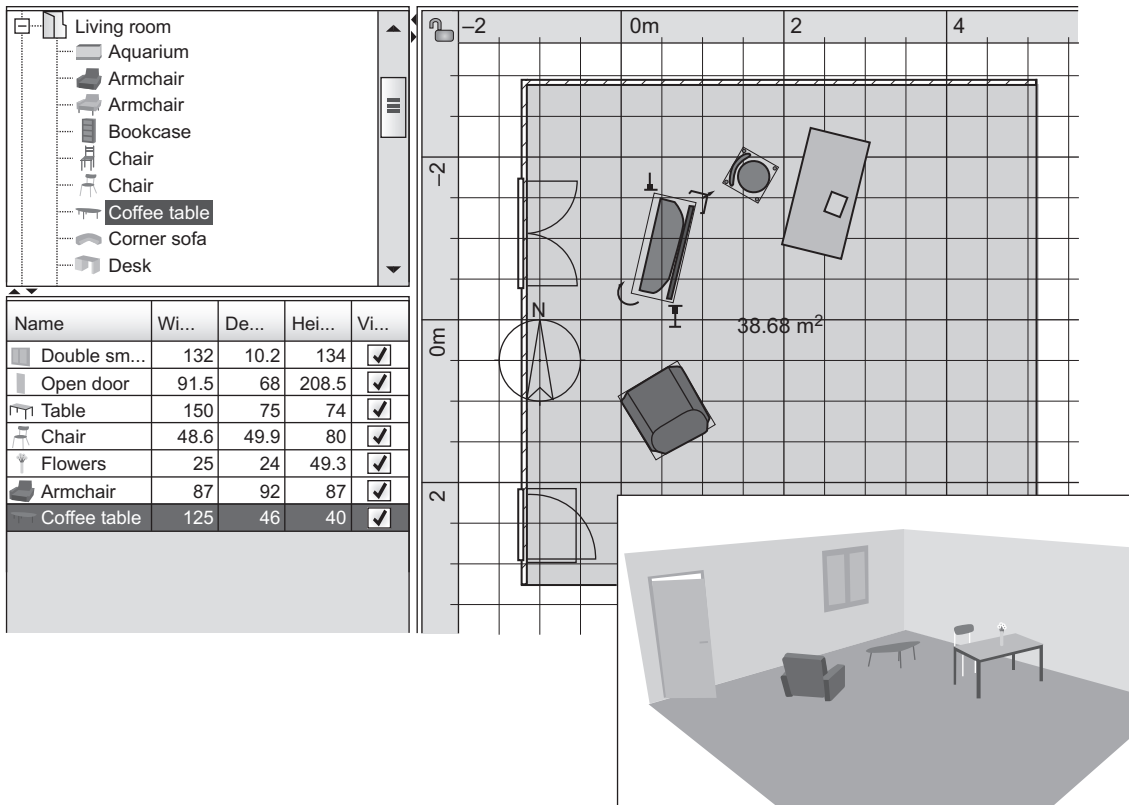 Living room
Aquarium
Armchair
Armchair
Bookcase
Chair
Chair
Coffee table
Corner sofa
Desk
Name Wi... De... Hei... Vi...
Double sm... 132 10.2 134
Open door 91.5 68 208.5
Table 150 75 74
Chair 48.6 49.9 80
Flowers 25 24 49.3
Armchair 87 92 87
Coffee table 125 46 40
–2 0m 2 4
–2
0m
2
N
38.68 m²